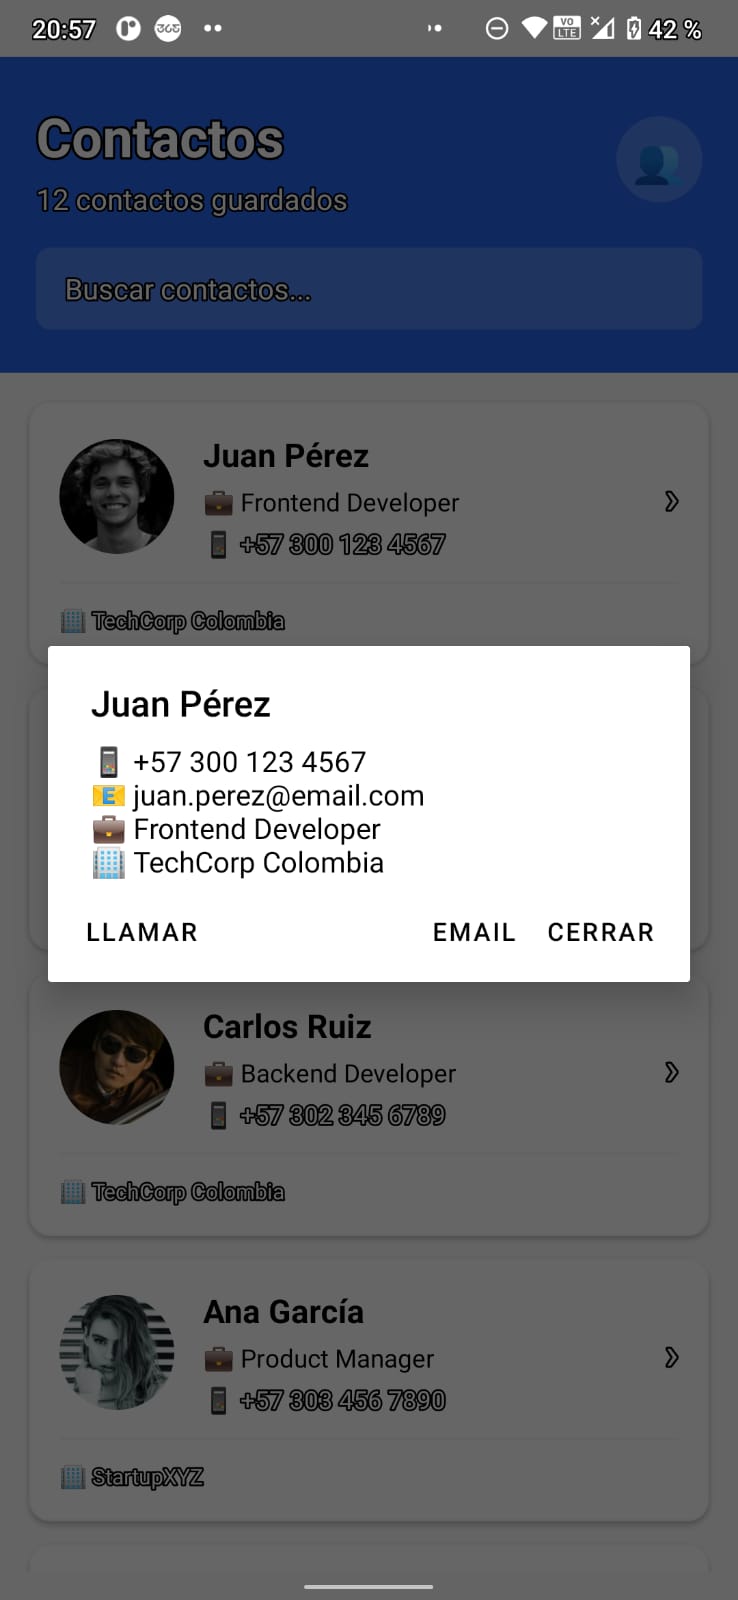 20:57
VO LTE
42 %
Contactos
12 contactos guardados
Buscar contactos...
Juan Pérez
Frontend Developer
+57 300 123 4567
TechCorp Colombia
Juan Pérez
+57 300 123 4567
juan.perez@email.com
Frontend Developer
TechCorp Colombia
LLAMAR EMAIL CERRAR
Carlos Ruiz
Backend Developer
+57 302 345 6789
TechCorp Colombia
Ana García
Product Manager
+57 303 456 7890
StartupXYZ